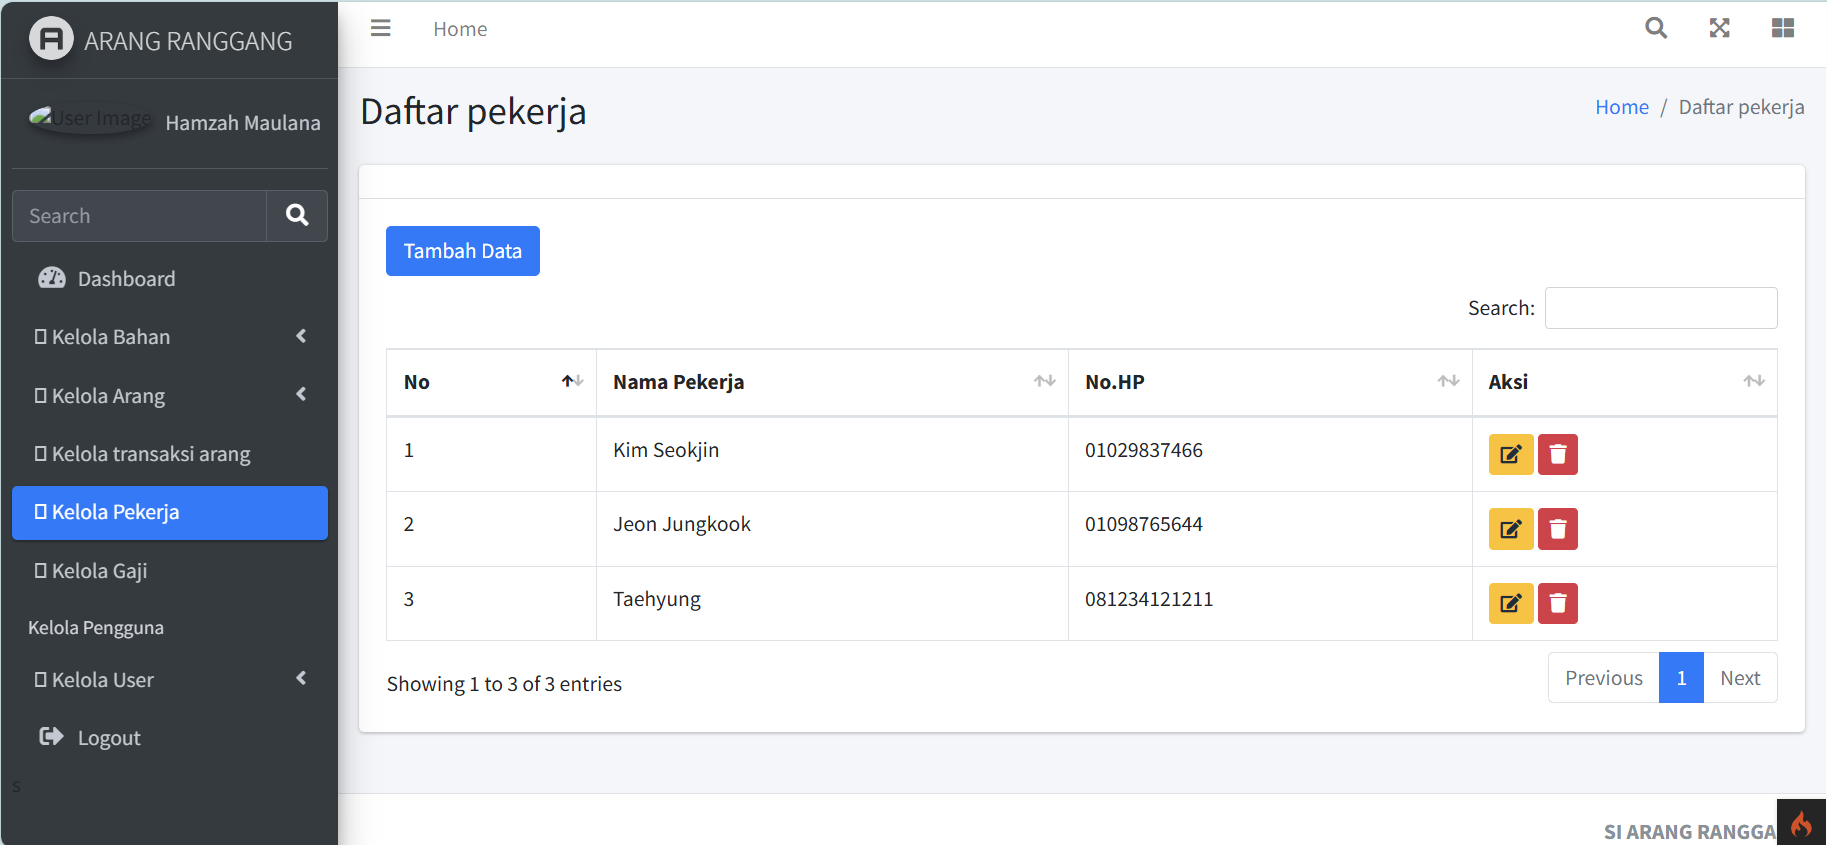 ARANG RANGGANG
Home
User Image
Hamzah Maulana
Search
Dashboard
Kelola Bahan
Kelola Arang
Kelola transaksi arang
Kelola Pekerja
Kelola Gaji
Kelola Pengguna
Kelola User
Logout
s
Daftar pekerja
Home / Daftar pekerja
Tambah Data
Search:
No Nama Pekerja No.HP Aksi
1 Kim Seokjin 01029837466
2 Jeon Jungkook 01098765644
3 Taehyung 081234121211
Showing 1 to 3 of 3 entries
Previous 1 Next
SI ARANG RANGGA